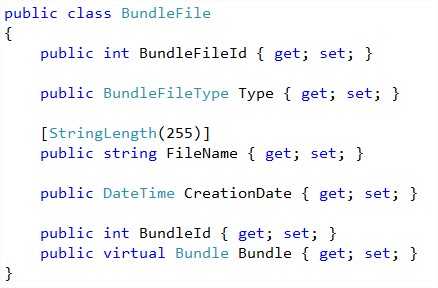 public class BundleFile
{
    public int BundleFileId { get; set; }
    public BundleFileType Type { get; set; }
    [StringLength(255)]
    public string FileName { get; set; }
    public DateTime CreationDate { get; set; }
    public int BundleId { get; set; }
    public virtual Bundle Bundle { get; set; }
}